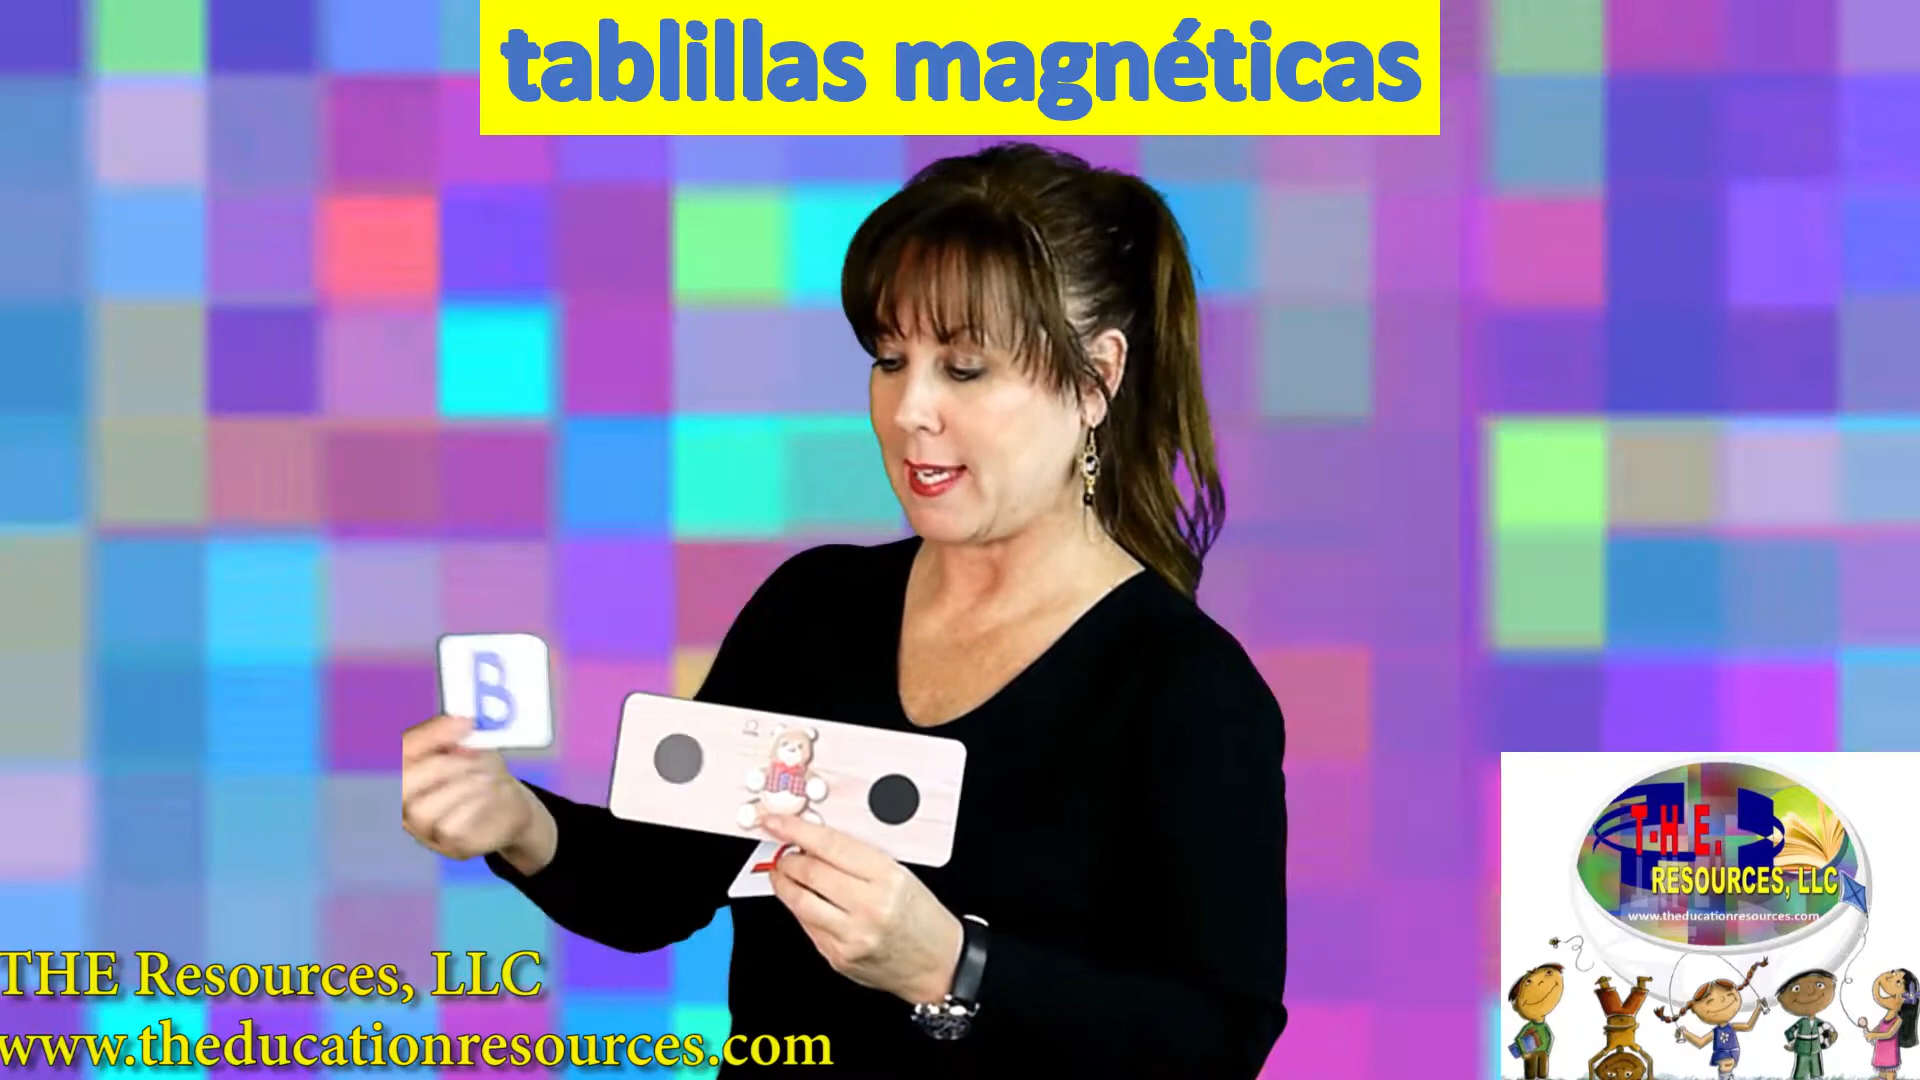 tablillas magnéticas
B
T.H.E.
RESOURCES, LLC
www.theducationresources.com
THE Resources, LLC
www.theducationresources.com